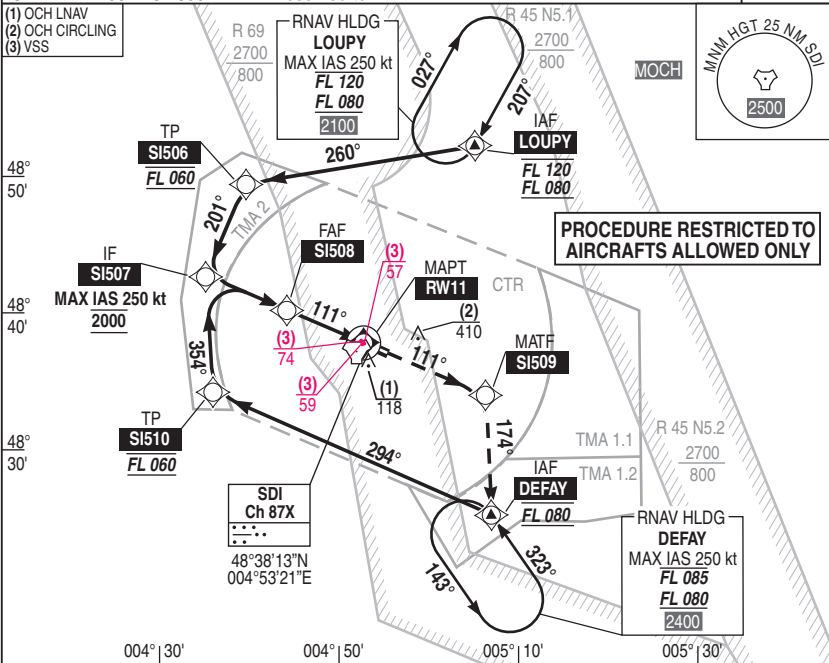 (1) OCH LNAV
(2) OCH CIRCLING
(3) VSS
R 69
2700
800
RNAV HLDG
LOUPY
MAX IAS 250 kt
FL 120
FL 080
2100
027°
207°
R 45 N5.1
2700
800
MOCH
MNM HGT 25 NM SDI
2500
IAF
LOUPY
FL 120
FL 080
TP
SI506
FL 060
260°
48°
50'
201°
TMA 2
PROCEDURE RESTRICTED TO
AIRCRAFTS ALLOWED ONLY
FAF
SI508
(3)
57
IF
SI507
MAX IAS 250 kt
2000
MAPT
RW11
CTR
48°
40'
111°
(2)
410
(3)
74
111°
MATF
SI509
354°
(3)
59
(1)
118
TP
SI510
FL 060
174°
48°
30'
294°
TMA 1.1
TMA 1.2
R 45 N5.2
2700
800
IAF
DEFAY
FL 080
SDI
Ch 87X
48°38'13"N
004°53'21"E
143°
323°
RNAV HLDG
DEFAY
MAX IAS 250 kt
FL 085
FL 080
2400
004°30'
004°50'
005°10'
005°30'